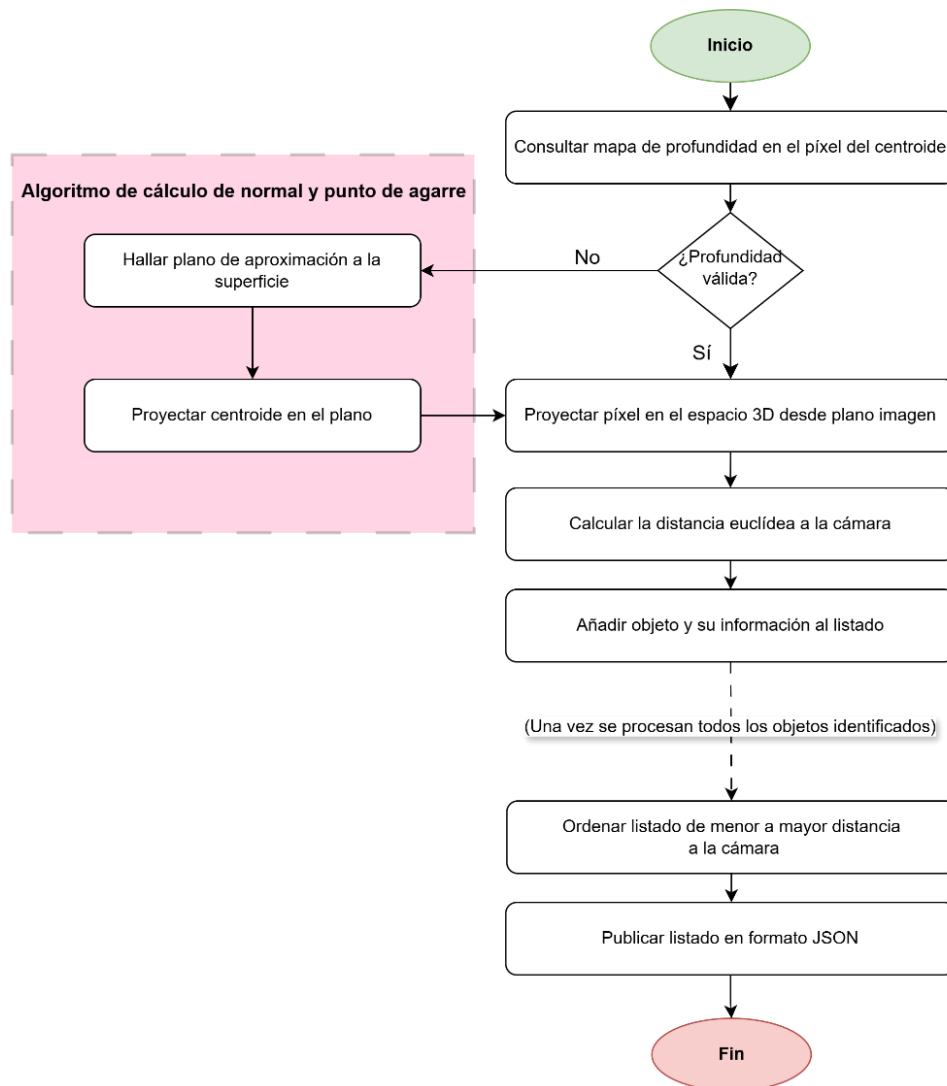 Inicio
Consultar mapa de profundidad en el píxel del centroide
¿Profundidad
válida?
No
Sí
Algoritmo de cálculo de normal y punto de agarre
Hallar plano de aproximación a la
superficie
Proyectar centroide en el plano
Proyectar píxel en el espacio 3D desde plano imagen
Calcular la distancia euclídea a la cámara
Añadir objeto y su información al listado
(Una vez se procesan todos los objetos identificados)
Ordenar listado de menor a mayor distancia
a la cámara
Publicar listado en formato JSON
Fin